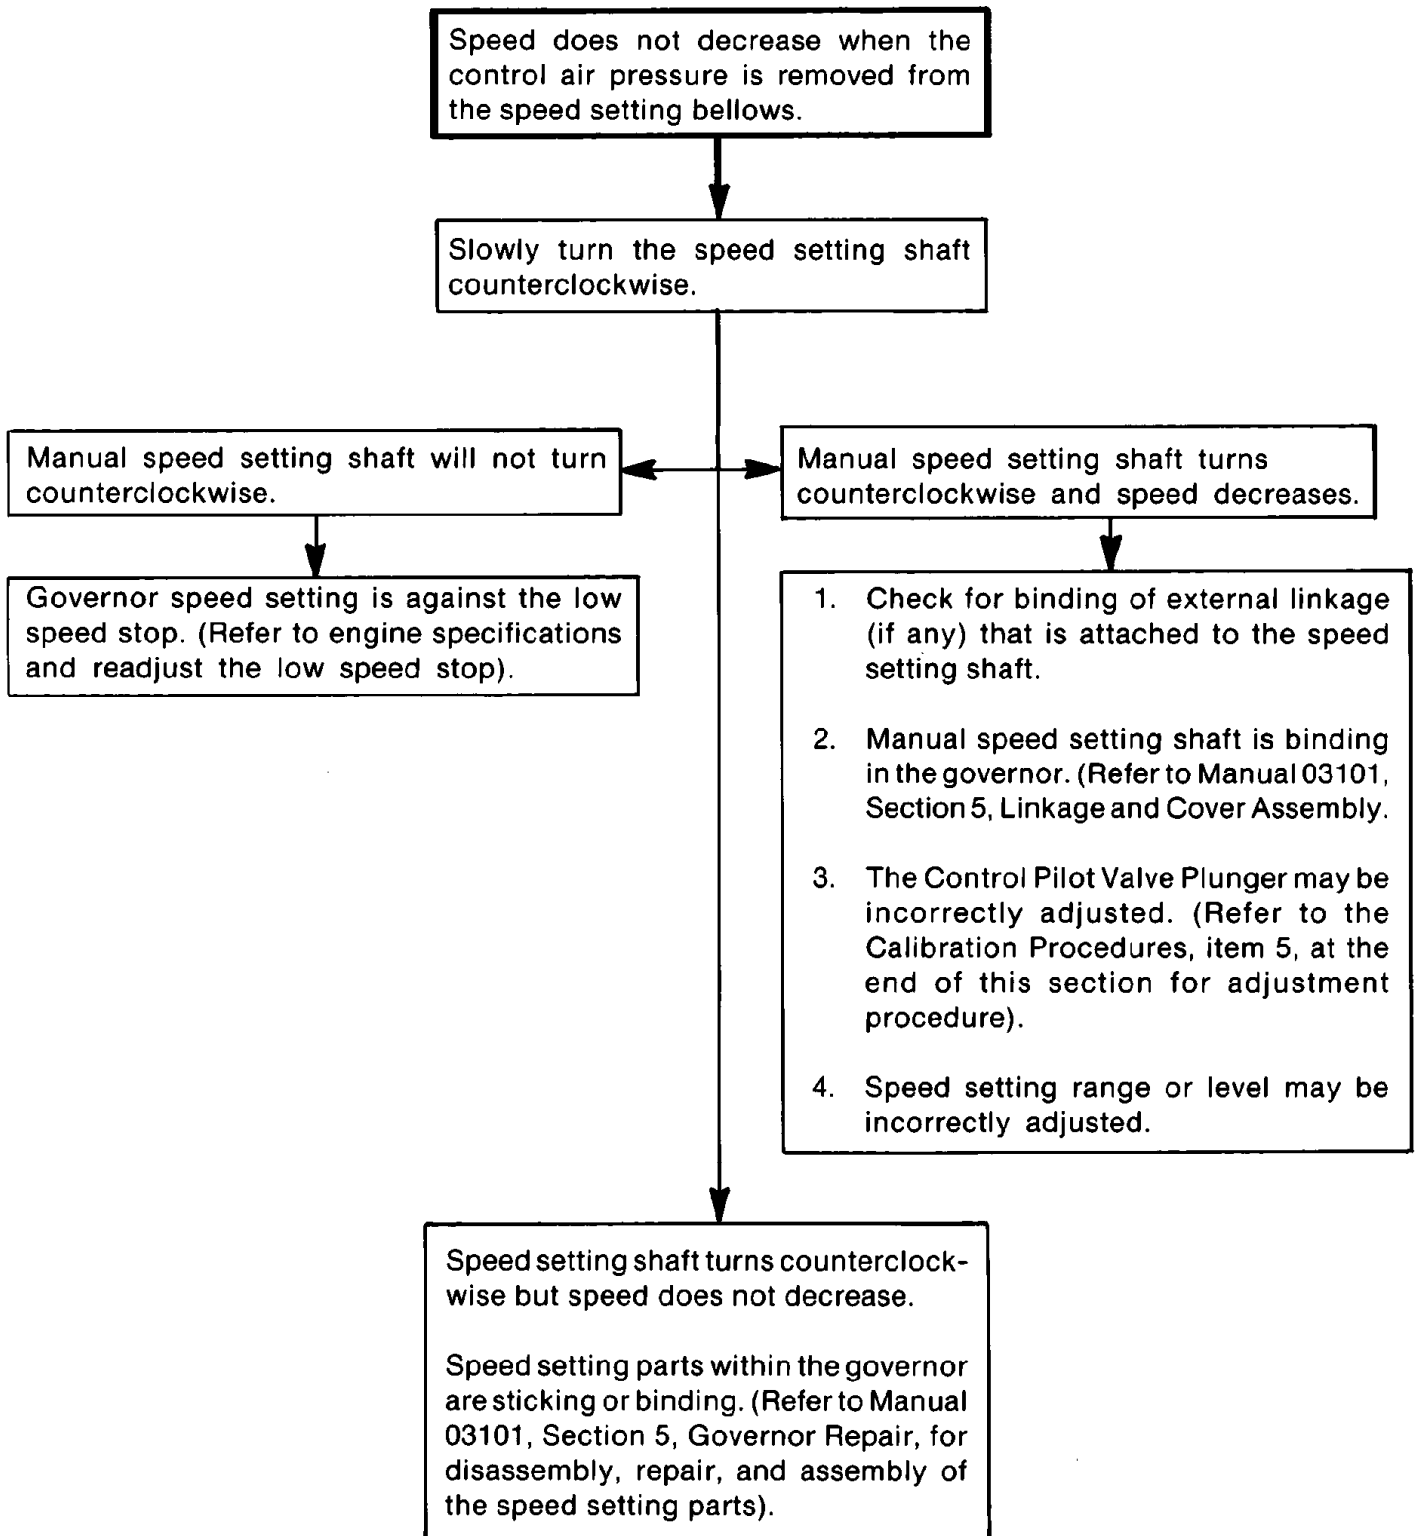 Speed does not decrease when the
control air pressure is removed from
the speed setting bellows.
Slowly turn the speed setting shaft
counterclockwise.
Manual speed setting shaft will not turn
counterclockwise.
Governor speed setting is against the low
speed stop. (Refer to engine specifications
and readjust the low speed stop).
Manual speed setting shaft turns
counterclockwise and speed decreases.
1. Check for binding of external linkage
(if any) that is attached to the speed
setting shaft.
2. Manual speed setting shaft is binding
in the governor. (Refer to Manual 03101,
Section 5, Linkage and Cover Assembly.
3. The Control Pilot Valve Plunger may be
incorrectly adjusted. (Refer to the
Calibration Procedures, item 5, at the
end of this section for adjustment
procedure).
4. Speed setting range or level may be
incorrectly adjusted.
Speed setting shaft turns counterclock-
wise but speed does not decrease.
Speed setting parts within the governor
are sticking or binding. (Refer to Manual
03101, Section 5, Governor Repair, for
disassembly, repair, and assembly of
the speed setting parts).